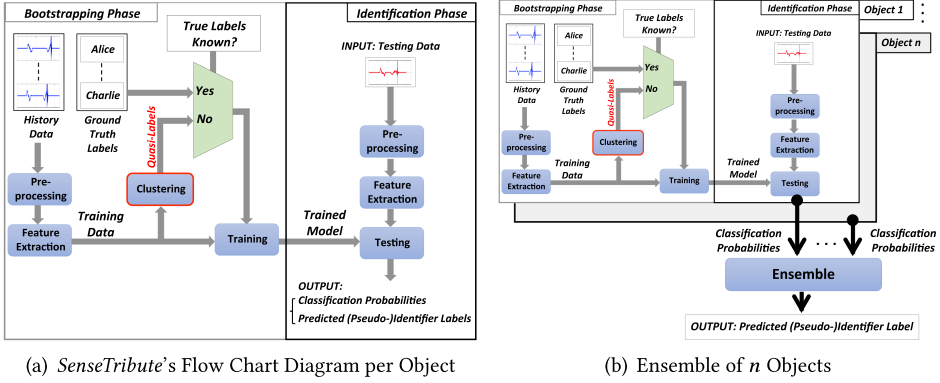 Bootstrapping Phase
True Labels
Known?
Identification Phase
INPUT: Testing Data
Alice
Charlie
Yes
No
History
Data
Ground
Truth
Labels
Quasi-Labels
Pre-
processing
Clustering
Pre-
processing
Feature
Extraction
Training
Data
Feature
Extraction
Training
Trained
Model
Testing
OUTPUT:
Classification Probabilities
Predicted (Pseudo-)Identifier Labels
(a) SenseTribute's Flow Chart Diagram per Object
Bootstrapping Phase
True Labels
Known?
Identification Phase
Object 1
Object n
INPUT: Testing Data
Alice
Charlie
Yes
No
History
Data
Ground
Truth
Labels
Quasi-Labels
Pre-
processing
Clustering
Pre-
processing
Feature
Extraction
Feature
Extraction
Training
Data
Training
Trained
Model
Testing
Classification
Probabilities
. . .
Classification
Probabilities
Ensemble
OUTPUT: Predicted (Pseudo-)Identifier Label
(b) Ensemble of n Objects